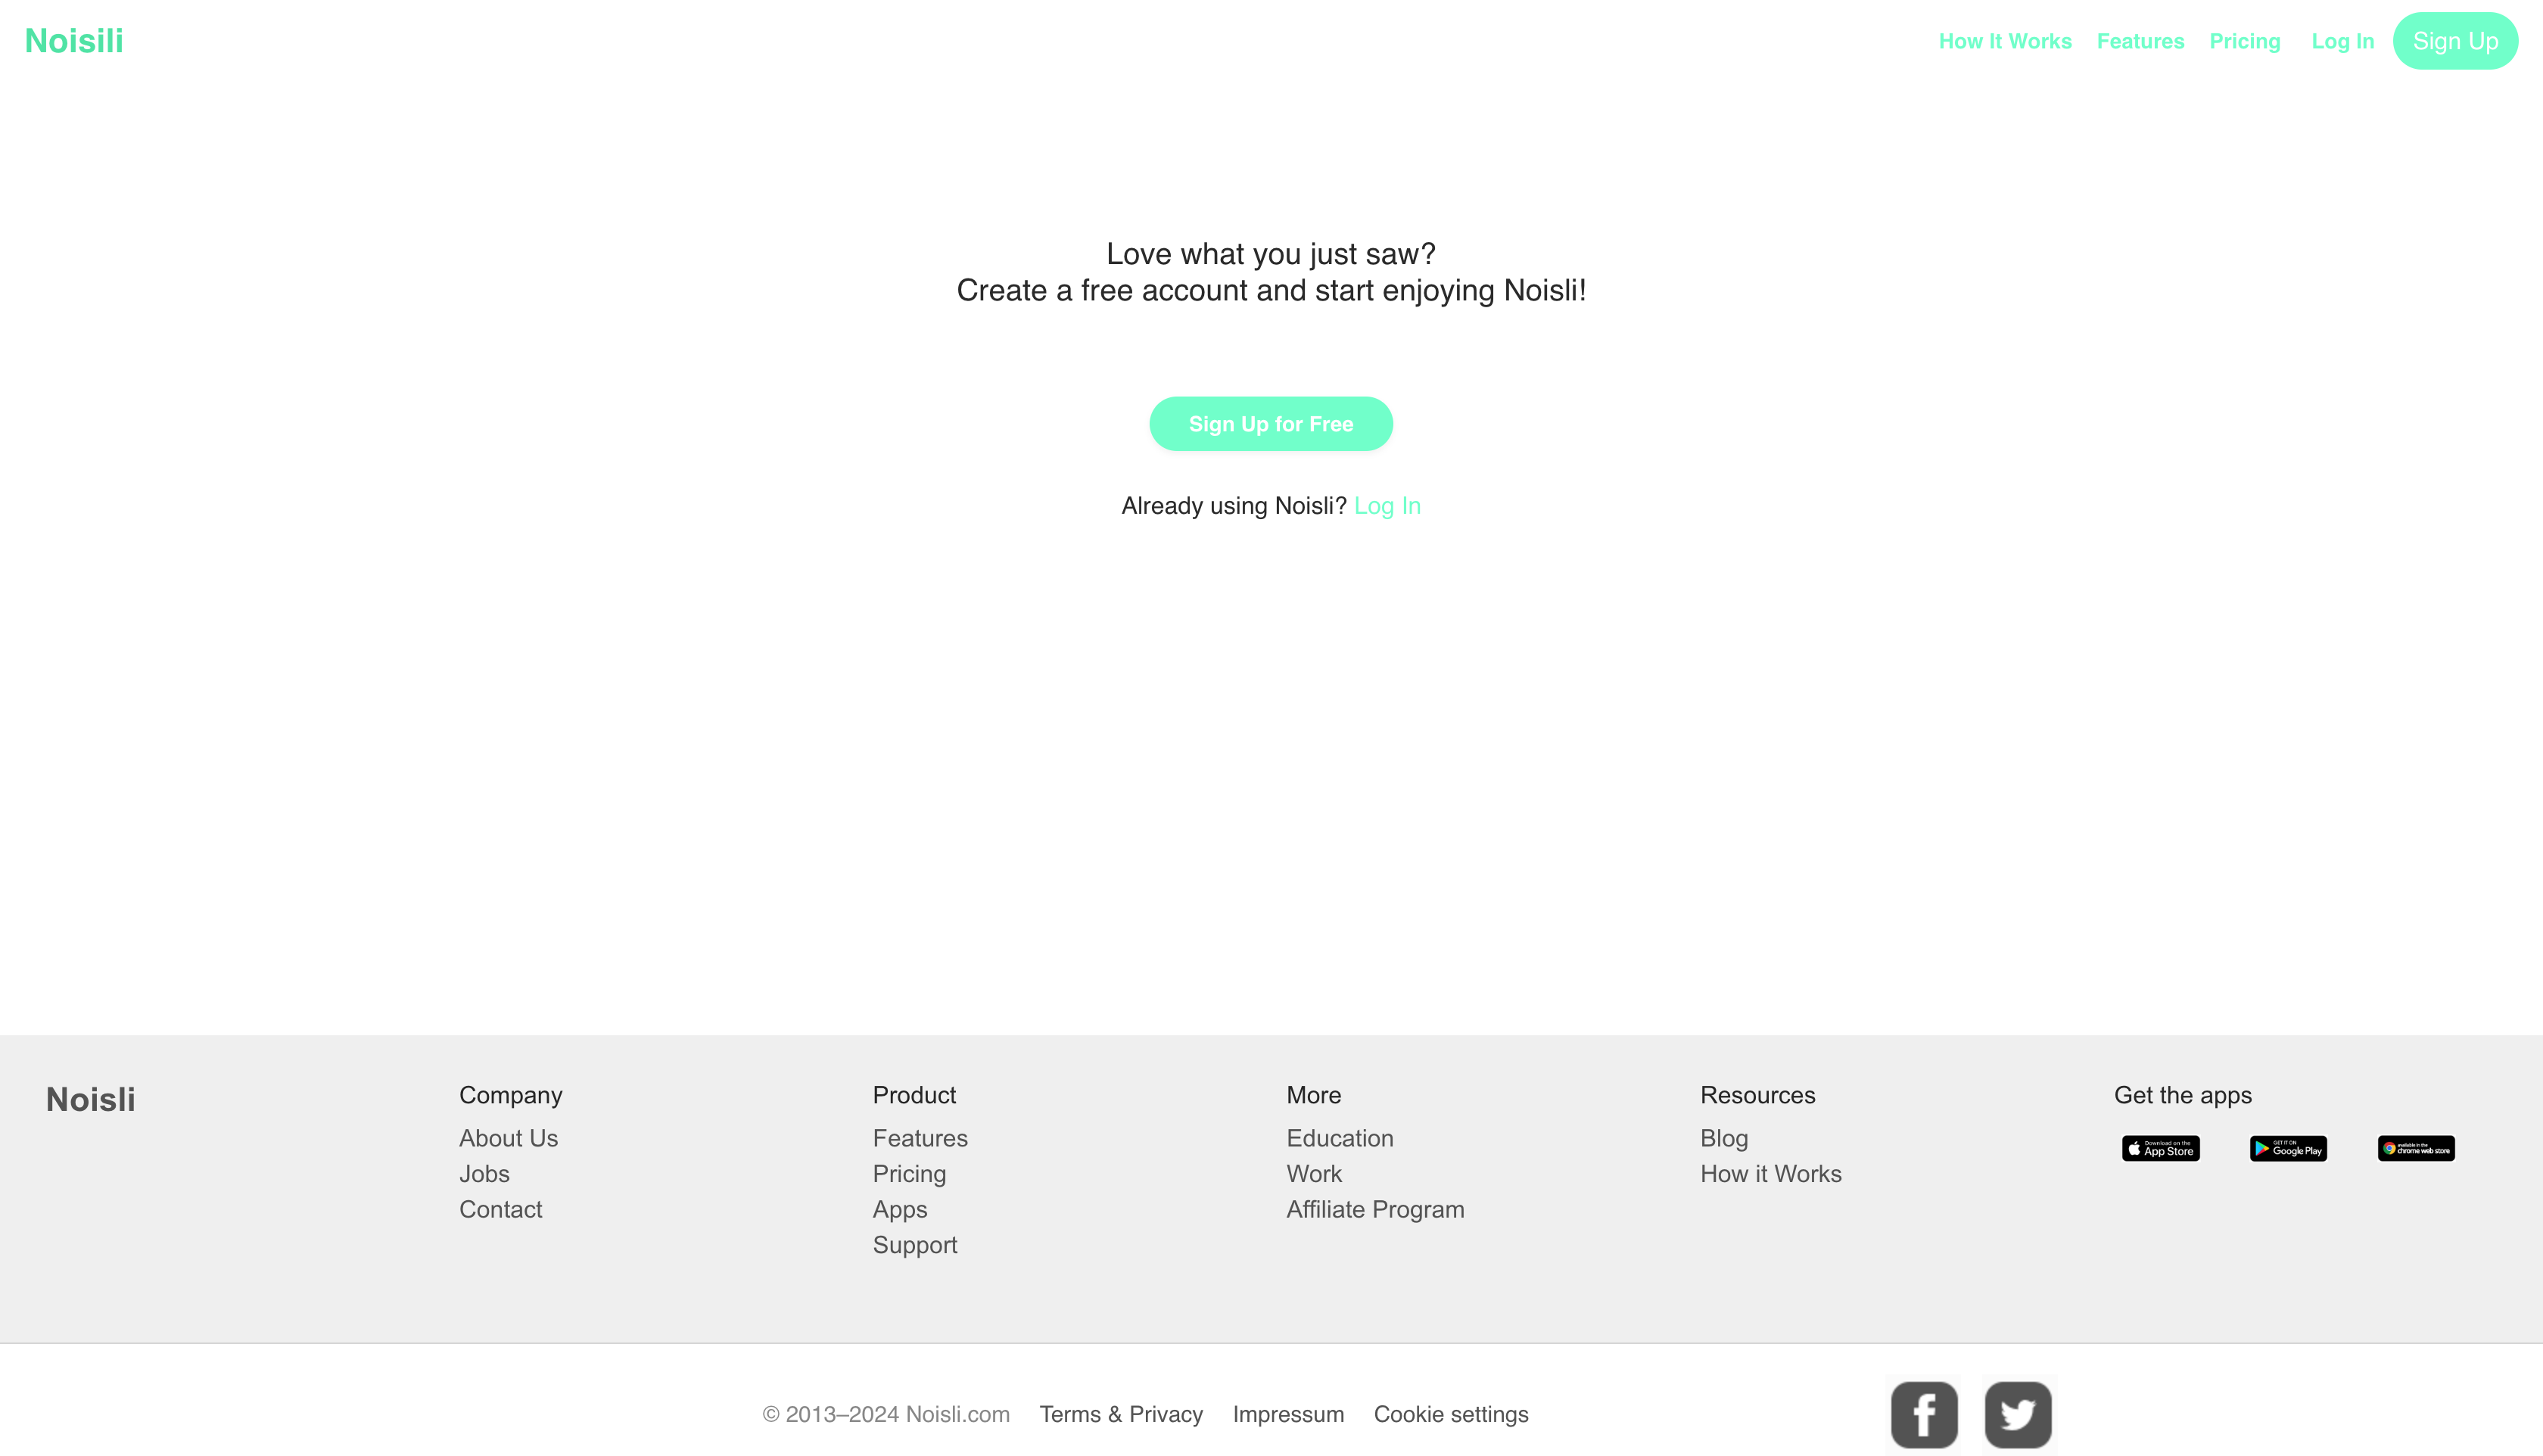 Noisili
How It Works Features Pricing Log In Sign Up
Love what you just saw?
Create a free account and start enjoying Noisli!
Sign Up for Free
Already using Noisli? Log In
Noisli
Company
About Us
Jobs
Contact
Product
Features
Pricing
Apps
Support
More
Education
Work
Affiliate Program
Resources
Blog
How it Works
Get the apps
Download on the
App Store
GET IT ON
Google Play
available in the
chrome web store
© 2013–2024 Noisli.com Terms & Privacy Impressum Cookie settings